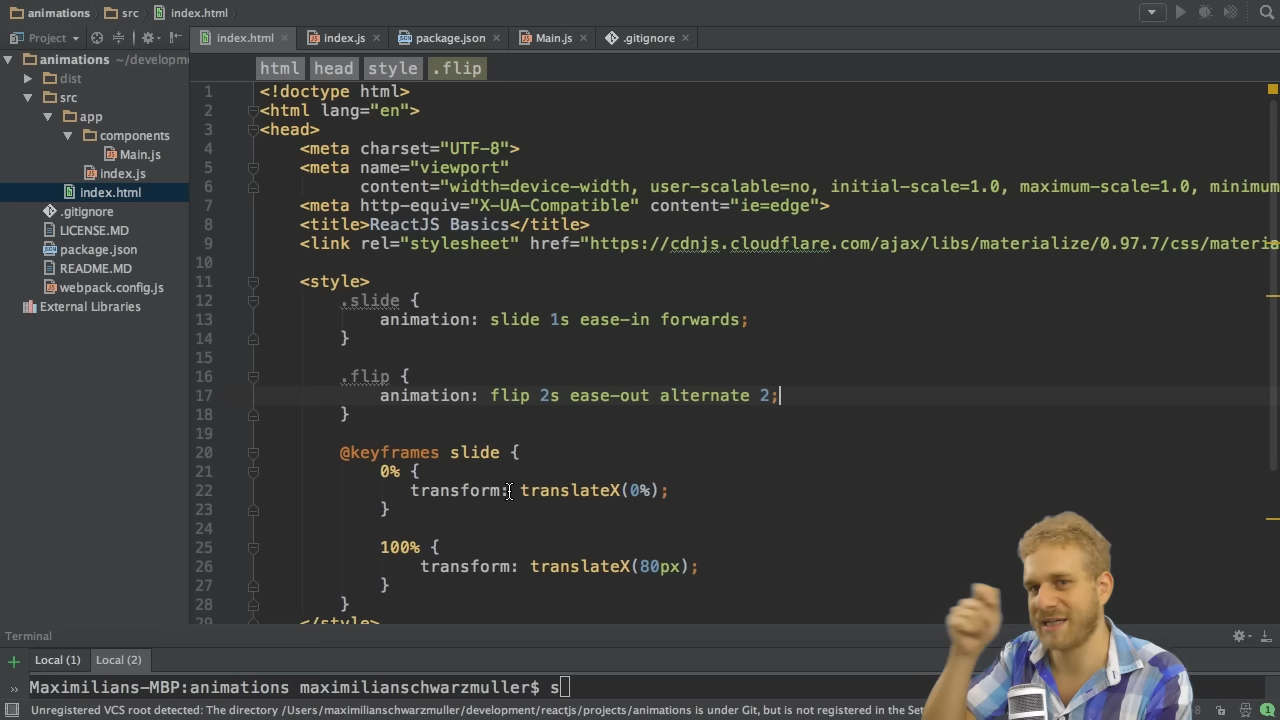 animations src index.html
Project index.html index.js package.json Main.js .gitignore
animations ~/developm
dist
src
app
components
Main.js
index.js
index.html
.gitignore
LICENSE.MD
package.json
README.MD
webpack.config.js
External Libraries
html head style .flip
1 <!doctype html>
2 <html lang="en">
3 <head>
4 <meta charset="UTF-8">
5 <meta name="viewport"
6 content="width=device-width, user-scalable=no, initial-scale=1.0, maximum-scale=1.0, minimum
7 <meta http-equiv="X-UA-Compatible" content="ie=edge">
8 <title>ReactJS Basics</title>
9 <link rel="stylesheet" href="https://cdnjs.cloudflare.com/ajax/libs/materialize/0.97.7/css/materia
10
11 <style>
12 .slide {
13 animation: slide 1s ease-in forwards;
14 }
15
16 .flip {
17 animation: flip 2s ease-out alternate 2;
18 }
19
20 @keyframes slide {
21 0% {
22 transform: translateX(0%);
23 }
24
25 100% {
26 transform: translateX(80px);
27 }
28 }
29 </style>
Terminal
Local (1) Local (2)
Maximilians-MBP:animations maximilianschwarzmuller$ s
Unregistered VCS root detected: The directory /Users/maximilianschwarzmuller/development/reactjs/projects/animations is under Git, but is not registered in the Set